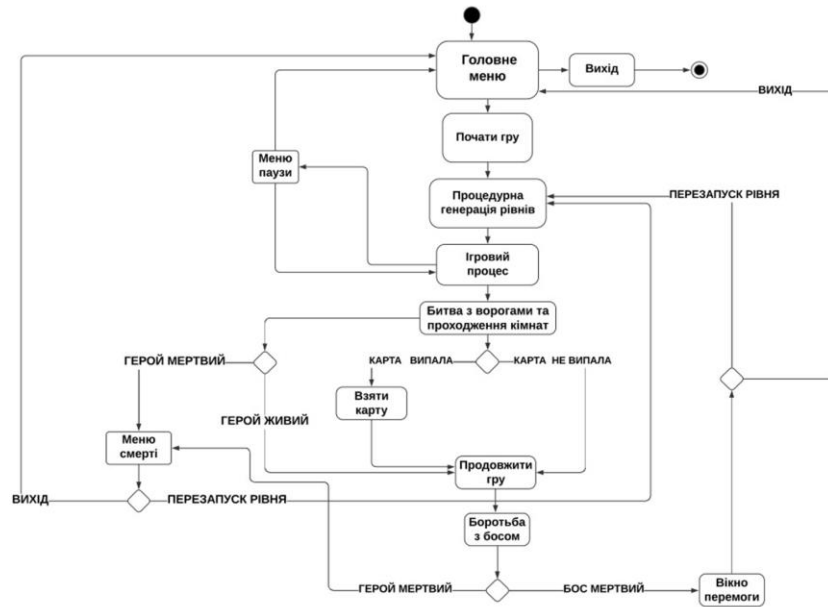 Головне
меню
Вихід
ВИХІД
Почати гру
Меню
паузи
Процедурна
генерація рівнів
ПЕРЕЗАПУСК РІВНЯ
Ігровий
процес
Битва з ворогами та
проходження кімнат
ГЕРОЙ МЕРТВИЙ
КАРТА ВИПАЛА
КАРТА НЕ ВИПАЛА
Взяти
карту
ГЕРОЙ ЖИВИЙ
Меню
смерті
Продовжити
гру
ВИХІД
ПЕРЕЗАПУСК РІВНЯ
Боротьба
з босом
ГЕРОЙ МЕРТВИЙ
БОС МЕРТВИЙ
Вікно
перемоги